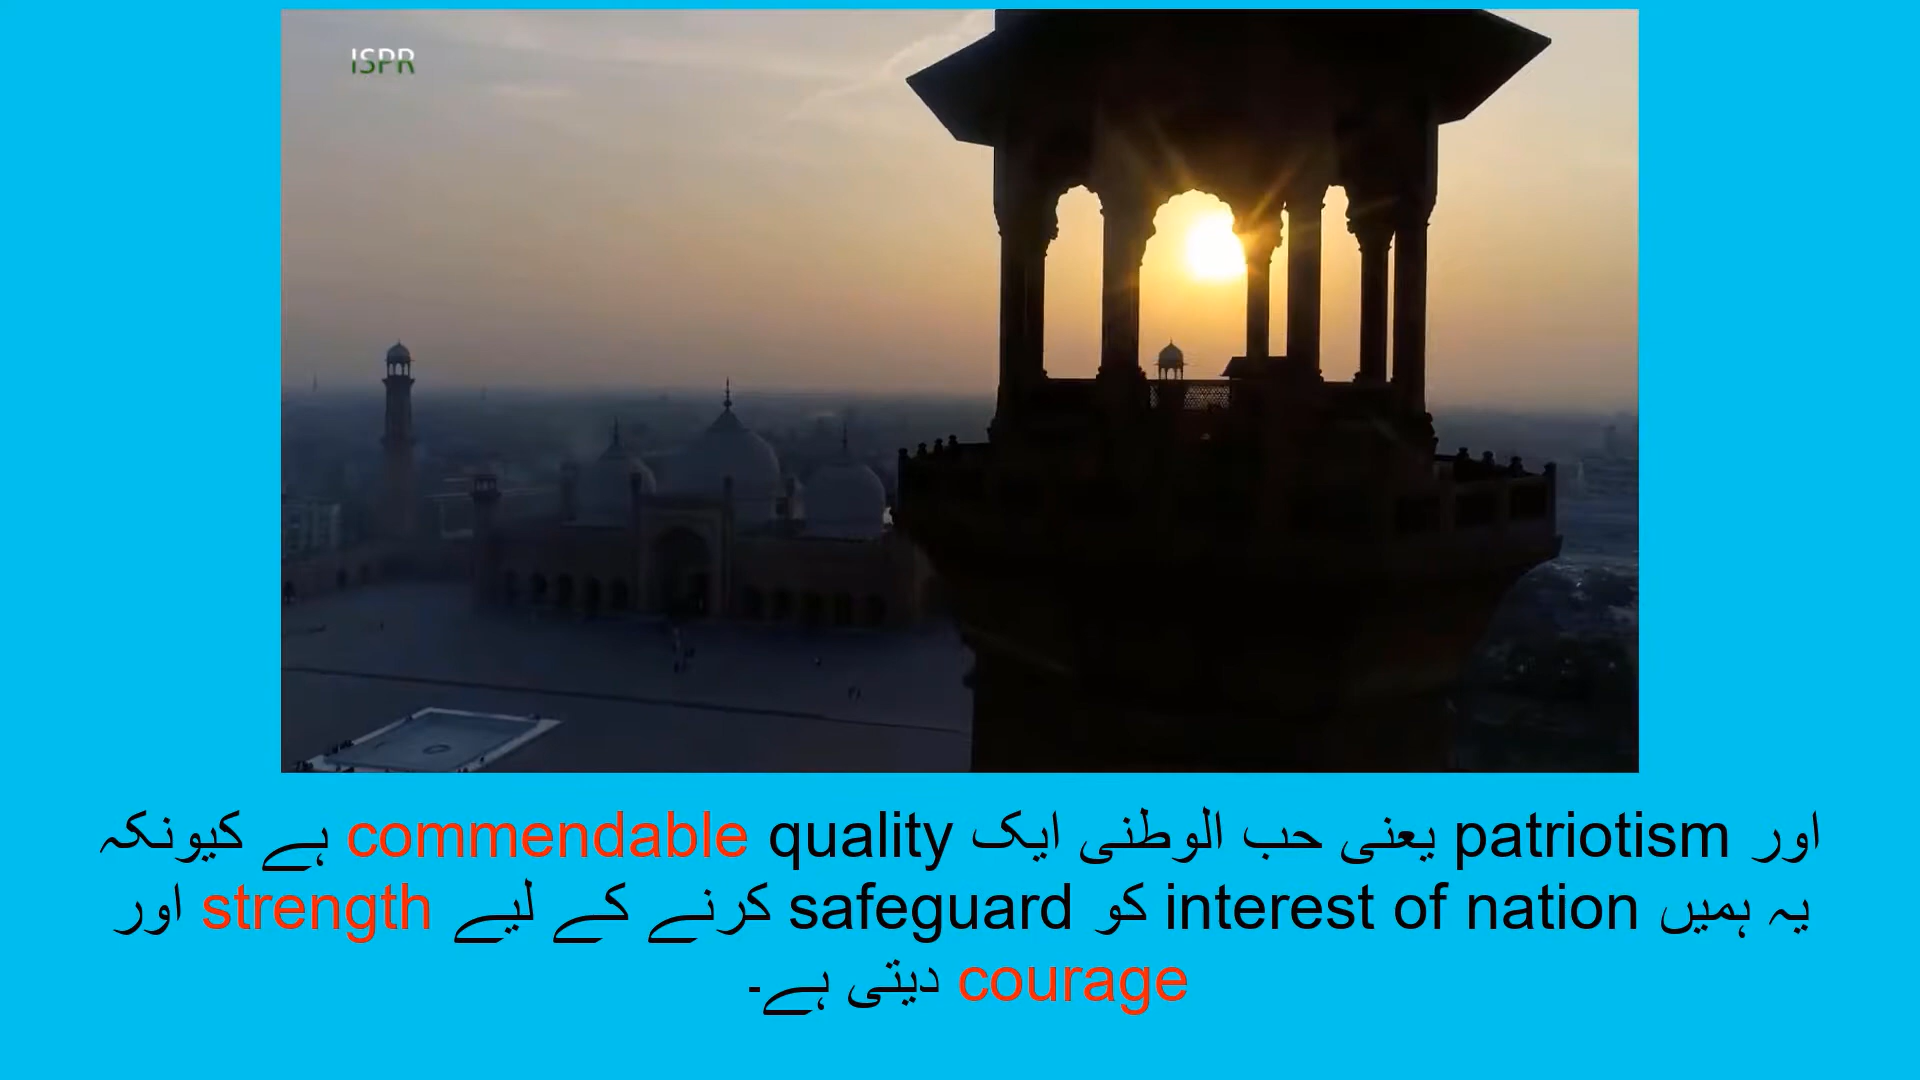 ISPR
اور patriotism یعنی حب الوطنی ایک quality commendable ہے کیونکہ
یہ ہمیں interest of nation کو safeguard کرنے کے لیے strength اور
courage دیتی ہے۔